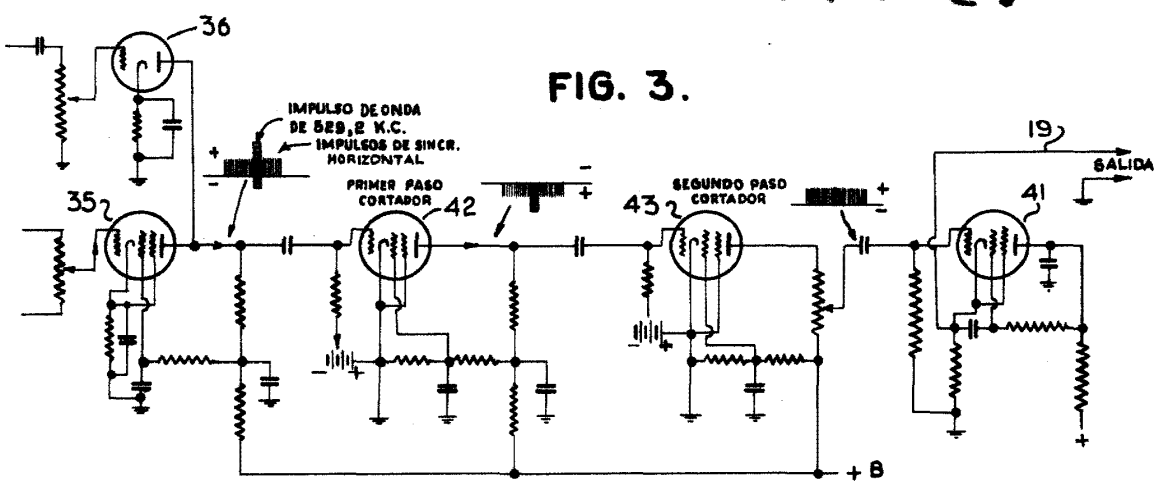 36
FIG. 3.
IMPULSO DE ONDA
DE 529,2 K.C.
IMPULSOS DE SINCR.
HORIZONTAL
+
-
19
SALIDA
35
PRIMER PASO
CORTADOR
42
-
+
43
SEGUNDO PASO
CORTADOR
+
-
41
- +
- +
+
+ B